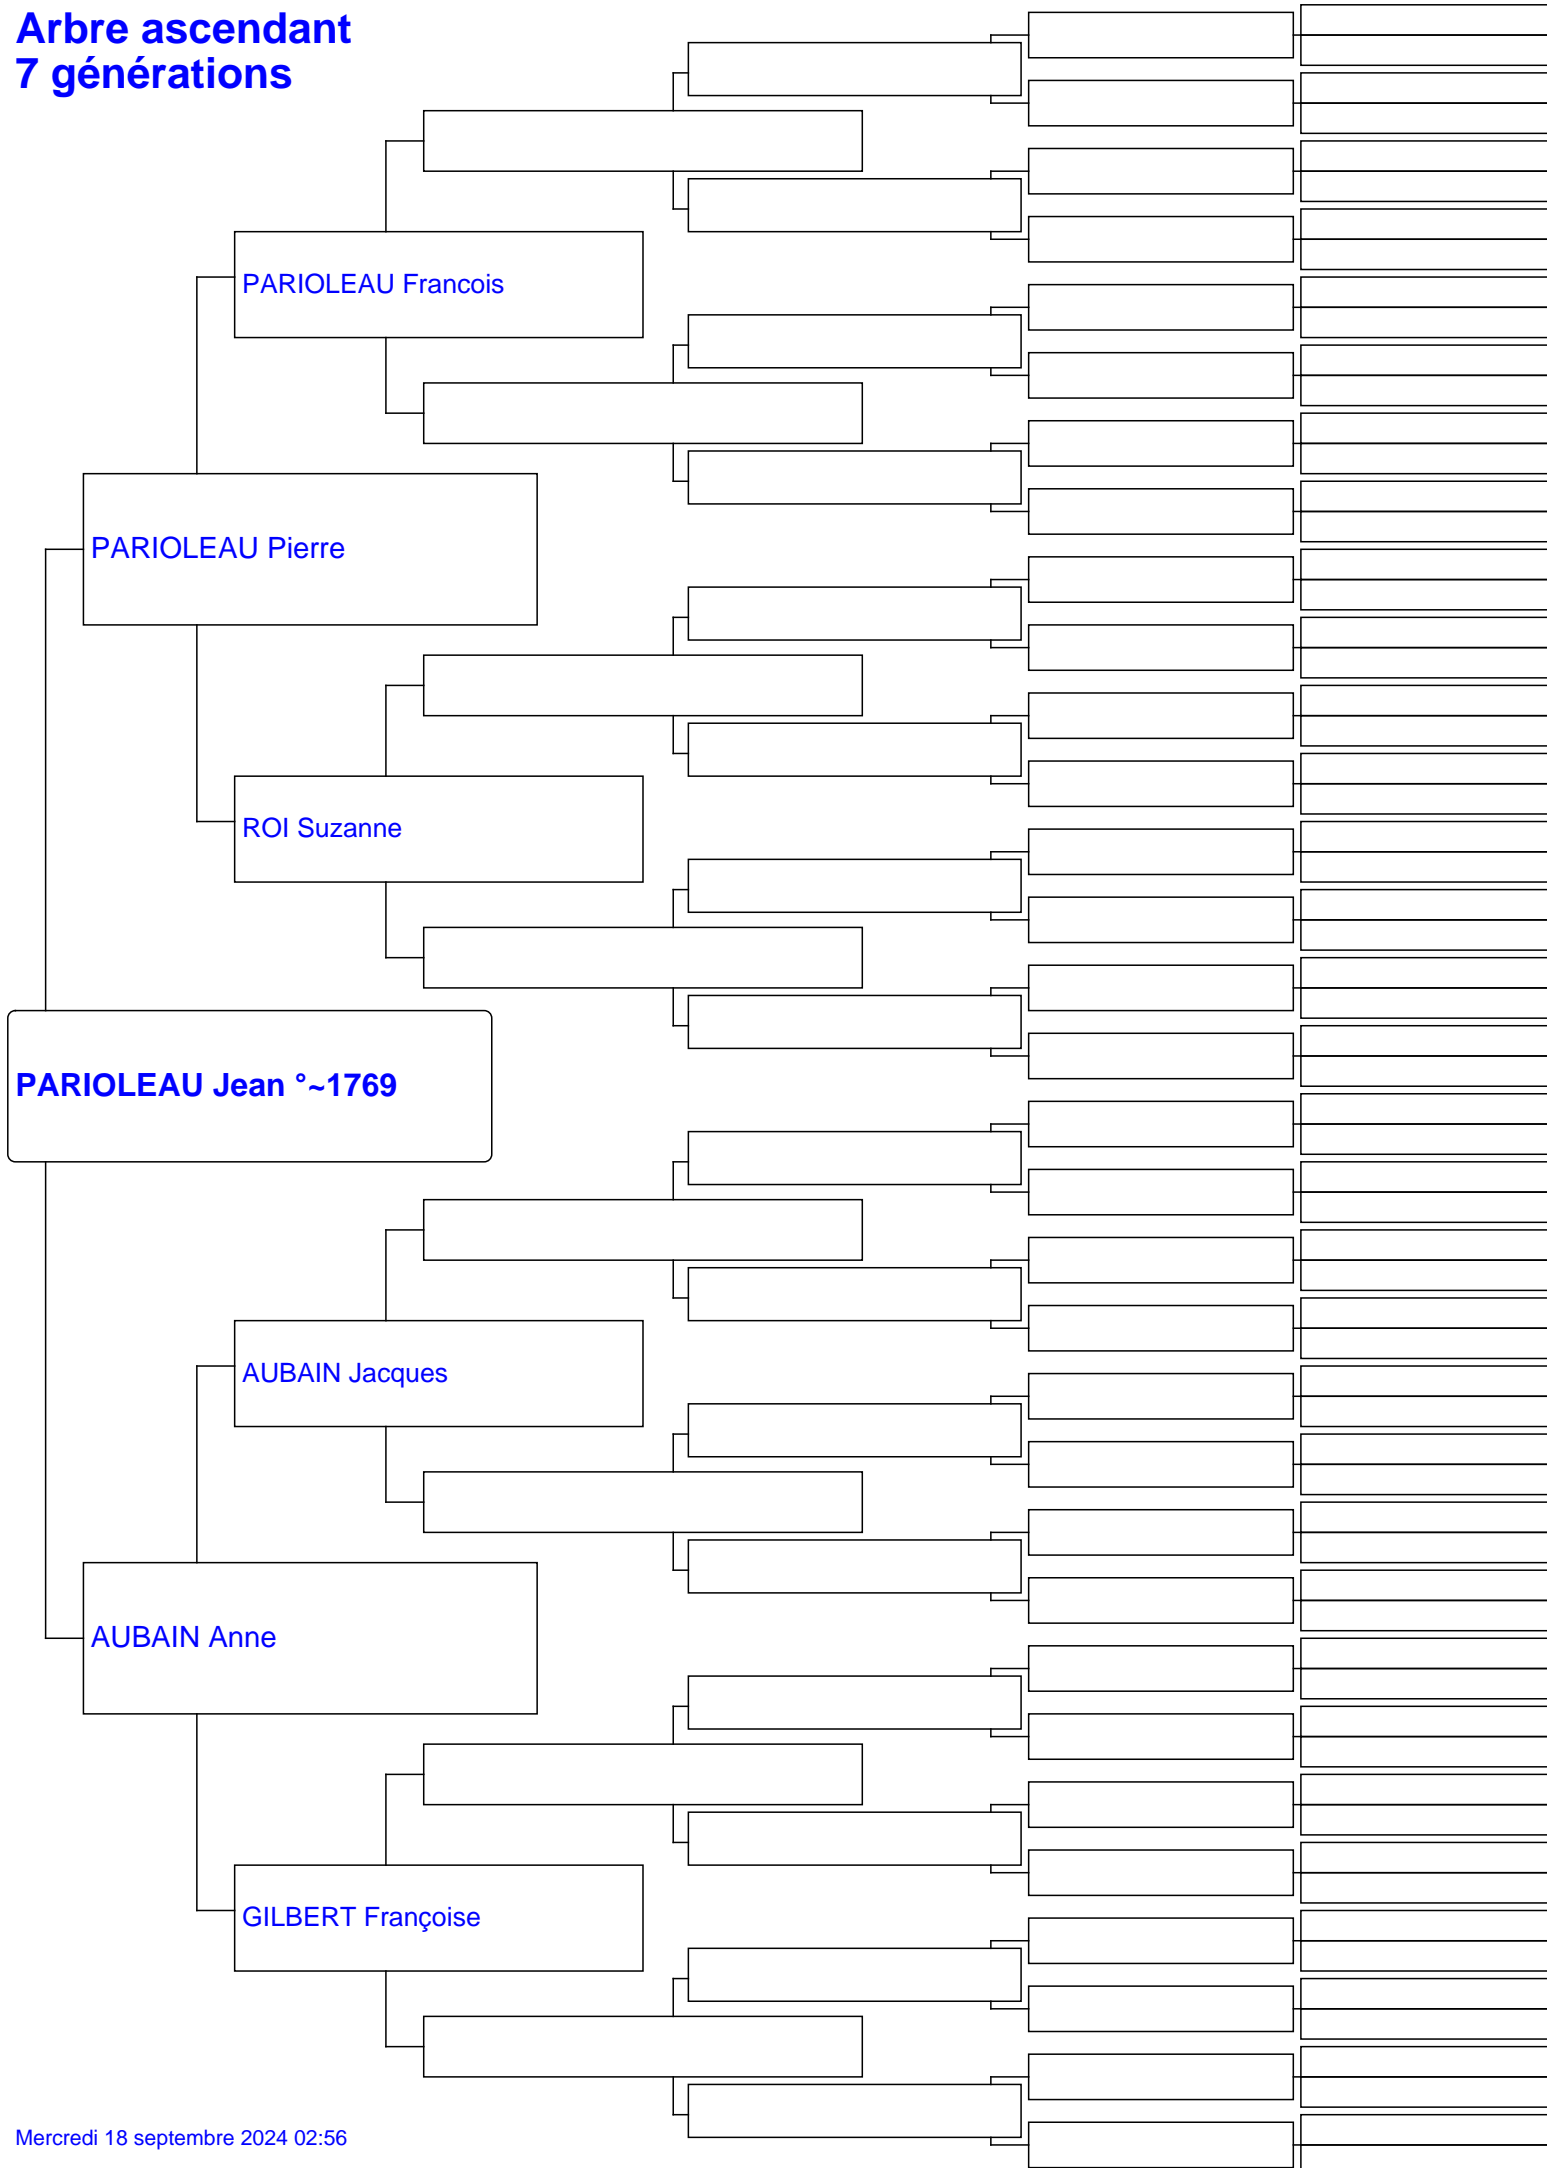 Arbre ascendant
7 générations
PARIOLEAU Francois
PARIOLEAU Pierre
ROI Suzanne
PARIOLEAU Jean °~1769
AUBAIN Jacques
AUBAIN Anne
GILBERT Françoise
Mercredi 18 septembre 2024 02:56